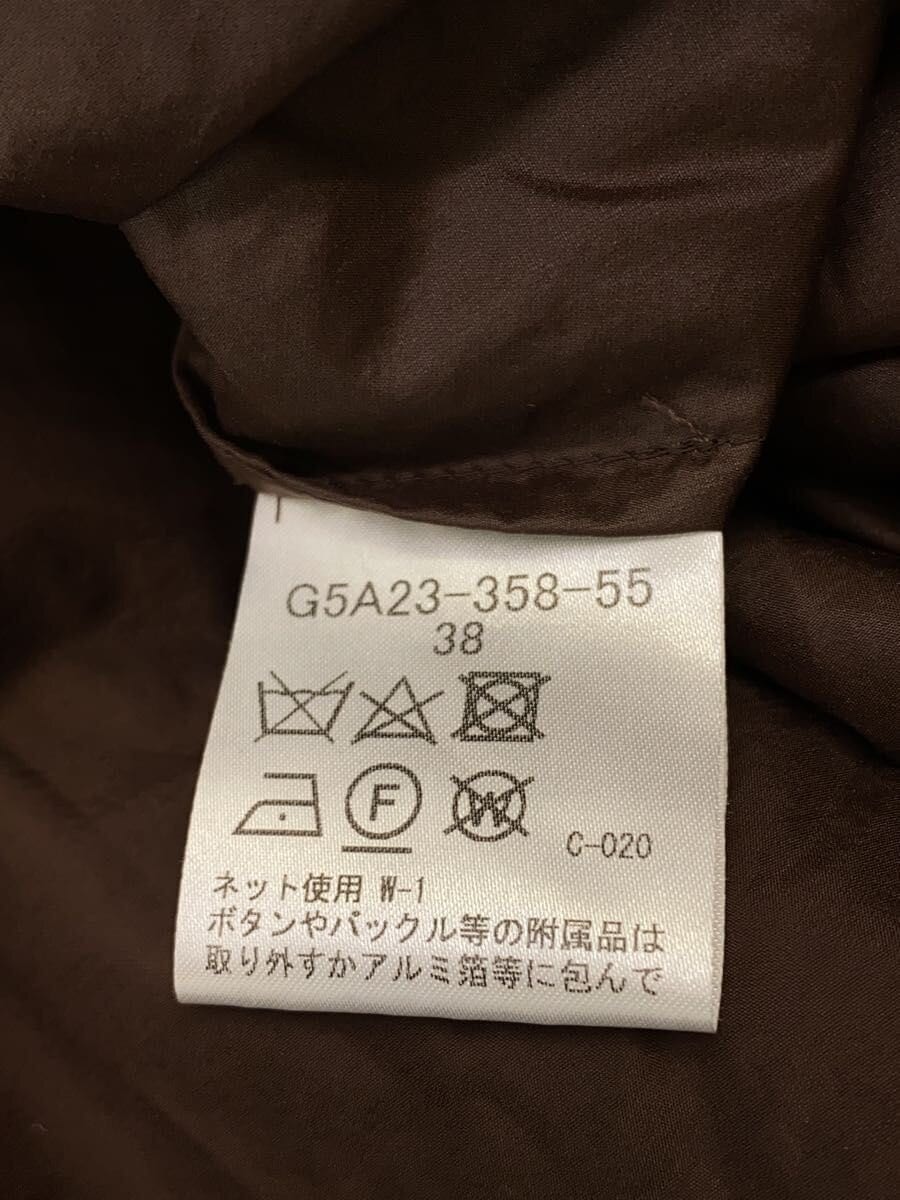 G5A23-358-55
38
F W
C-020
ネット使用 W-1
ボタンやバックル等の附属品は
取り外すかアルミ箔等に包んで